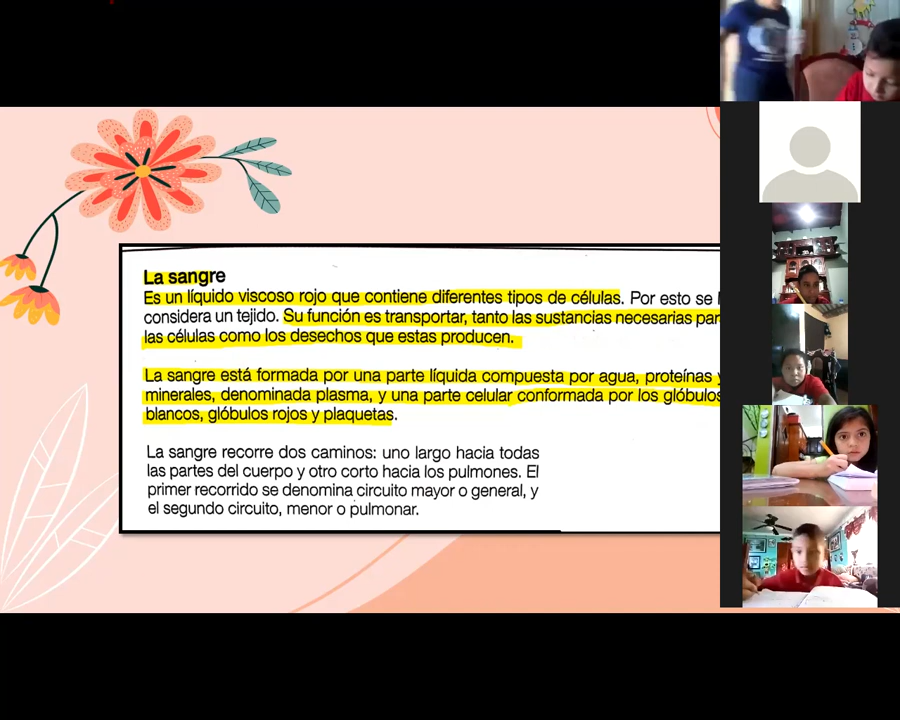 La sangre
Es un líquido viscoso rojo que contiene diferentes tipos de células. Por esto se
considera un tejido. Su función es transportar, tanto las sustancias necesarias
las células como los desechos que estas producen.
La sangre está formada por una parte líquida compuesta por agua, proteínas
minerales, denominada plasma, y una parte celular conformada por los glóbulos
blancos, glóbulos rojos y plaquetas.
La sangre recorre dos caminos: uno largo hacia todas
las partes del cuerpo y otro corto hacia los pulmones. El
primer recorrido se denomina circuito mayor o general, y
el segundo circuito, menor o pulmonar.